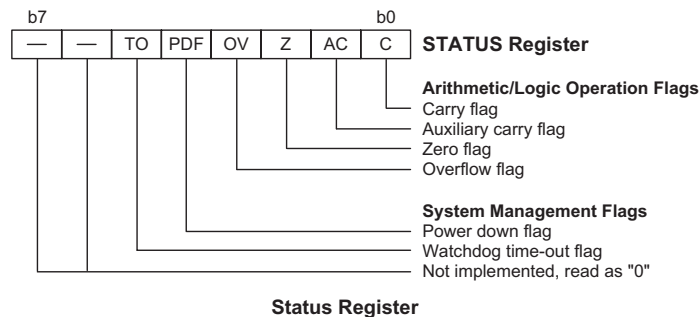 b7 b0
— — TO PDF OV Z AC C STATUS Register
Arithmetic/Logic Operation Flags
Carry flag
Auxiliary carry flag
Zero flag
Overflow flag
System Management Flags
Power down flag
Watchdog time-out flag
Not implemented, read as "0"
Status Register